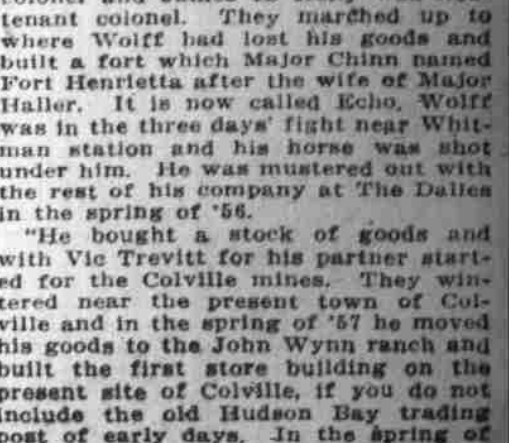 tenant colonel. They marched up to
where Wolff had lost his goods and
built a fort which Major Chinn named
Fort Henrietta after the wife of Major
Haller. It is now called Echo. Wolff
was in the three days' fight near Whit-
man station and his horse was shot
under him. He was mustered out with
the rest of his company at The Dalles
in the spring of '56.
"He bought a stock of goods and
with Vic Trevitt for his partner start-
ed for the Colville mines. They win-
tered near the present town of Col-
ville and in the spring of '57 he moved
his goods to the John Wynn ranch and
built the first store building on the
present site of Colville, if you do not
include the old Hudson Bay trading
post of early days. In the spring of